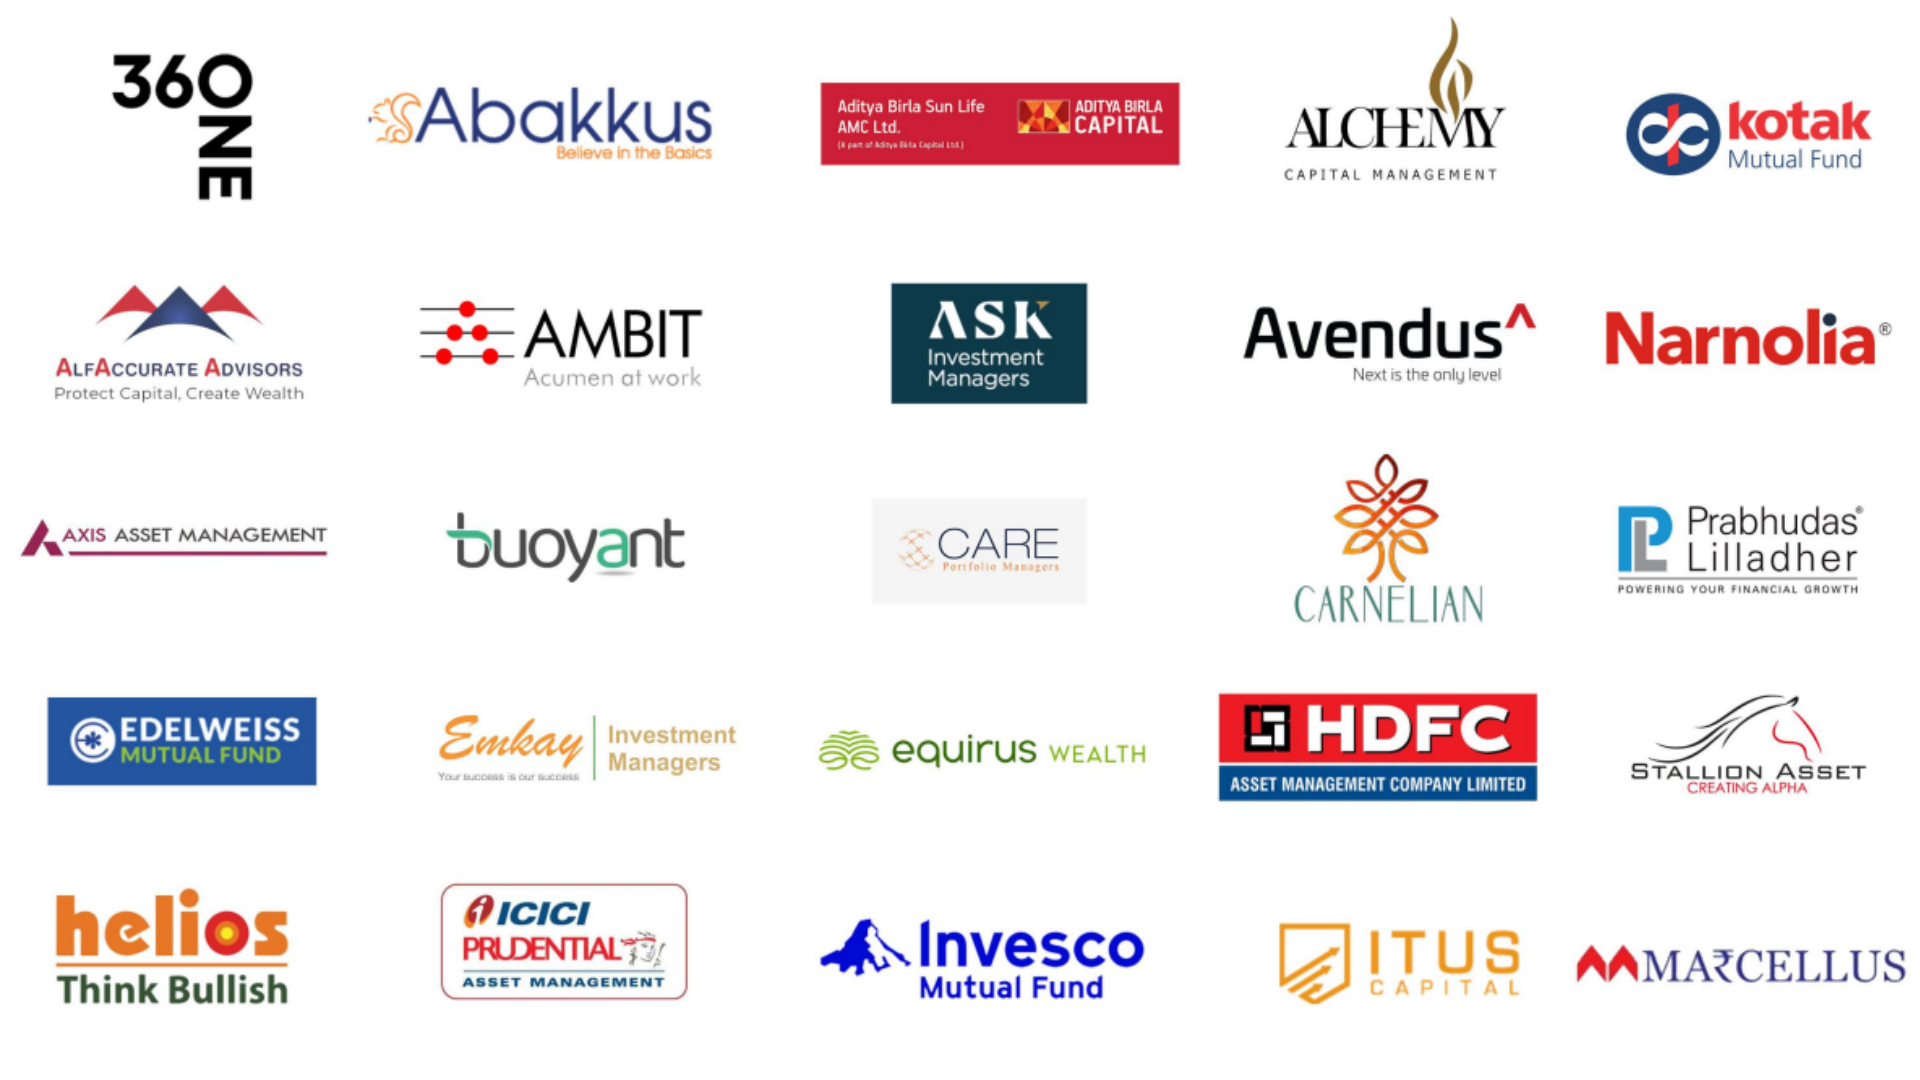 360
ONE
Abakkus
Believe in the Basics
Aditya Birla Sun Life
AMC Ltd.
(A part of Aditya Birla Capital Ltd.)
ADITYA BIRLA
CAPITAL
ALCHEMY
CAPITAL MANAGEMENT
kotak
Mutual Fund
ALFACCURATE ADVISORS
Protect Capital, Create Wealth
AMBIT
Acumen at work
ASK
Investment
Managers
Avendus
Next is the only level
Narnolia®
AXIS ASSET MANAGEMENT
buoyant
CARE
Portfolio Managers
CARNELIAN
Prabhudas®
Lilladher
POWERING YOUR FINANCIAL GROWTH
EDELWEISS
MUTUAL FUND
Emkay
Your success is our success
Investment
Managers
equirus WEALTH
HDFC
ASSET MANAGEMENT COMPANY LIMITED
STALLION ASSET
CREATING ALPHA
helios
Think Bullish
ICICI
PRUDENTIAL
ASSET MANAGEMENT
Invesco
Mutual Fund
ITUS
CAPITAL
MA₹CELLUS